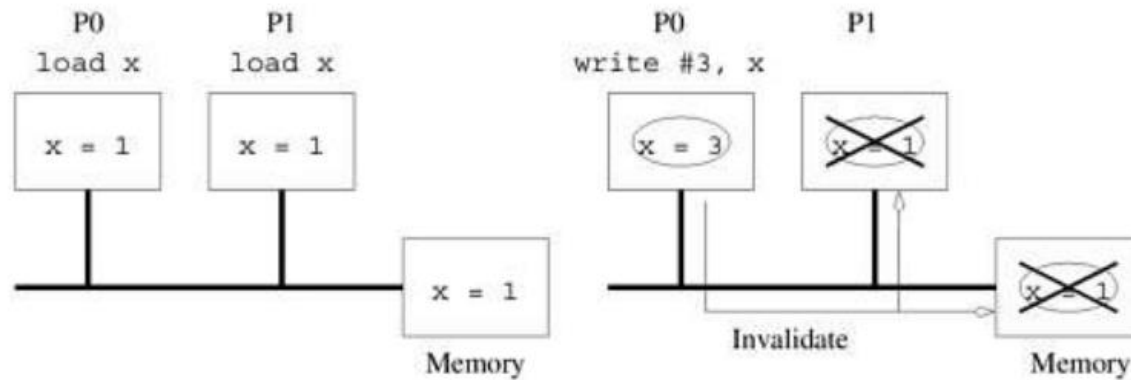 P0 P1 P0 P1
load x load x write #3, x
x = 1 x = 1 x = 3 x = 1
x = 1 x = 1
Invalidate
Memory Memory